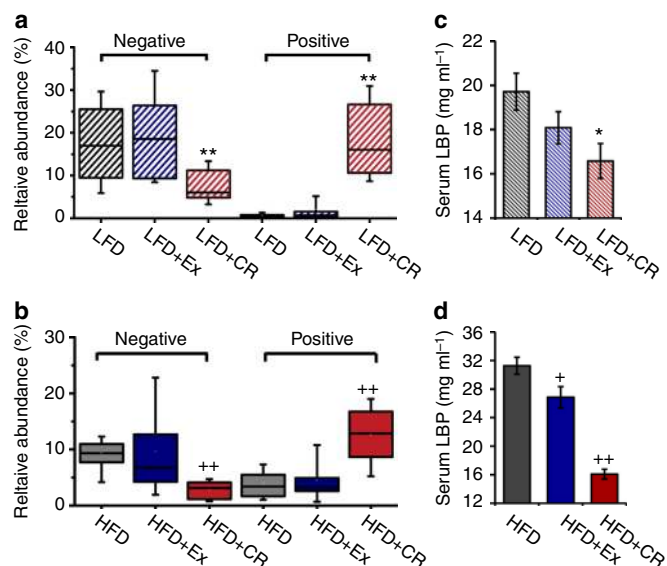 a
Negative
Positive
Reltaive abundance (%)
40
30
20
10
0
**
**
LFD
LFD+Ex
LFD+CR
LFD
LFD+Ex
LFD+CR
c
Serum LBP (mg ml⁻¹)
22
20
18
16
14
*
LFD
LFD+Ex
LFD+CR
b
Negative
Positive
Reltaive abundance (%)
30
20
10
0
++
++
HFD
HFD+Ex
HFD+CR
HFD
HFD+Ex
HFD+CR
d
Serum LBP (mg ml⁻¹)
36
32
28
24
20
16
12
+
++
HFD
HFD+Ex
HFD+CR